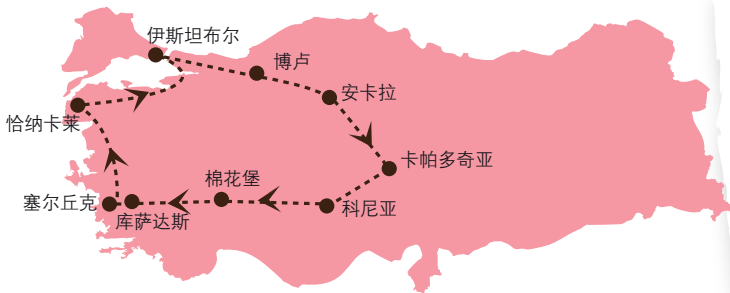 伊斯坦布尔
博卢
安卡拉
恰纳卡莱
卡帕多奇亚
棉花堡
塞尔丘克
库萨达斯
科尼亚